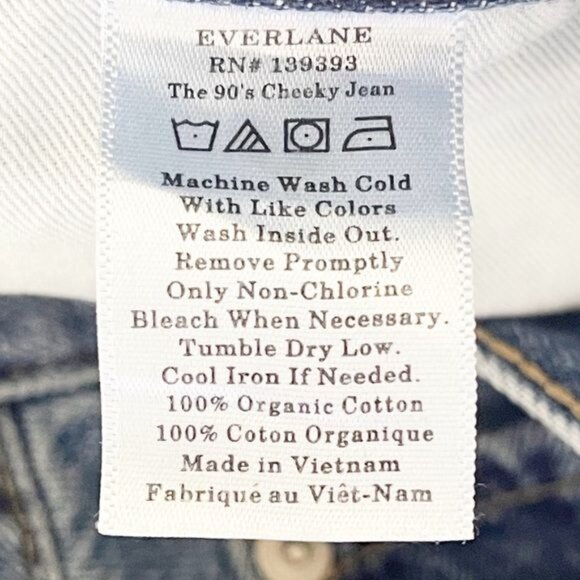 EVERLANE
RN# 139393
The 90's Cheeky Jean
Machine Wash Cold
With Like Colors
Wash Inside Out.
Remove Promptly
Only Non-Chlorine
Bleach When Necessary.
Tumble Dry Low.
Cool Iron If Needed.
100% Organic Cotton
100% Coton Organique
Made in Vietnam
Fabriqué au Viêt-Nam